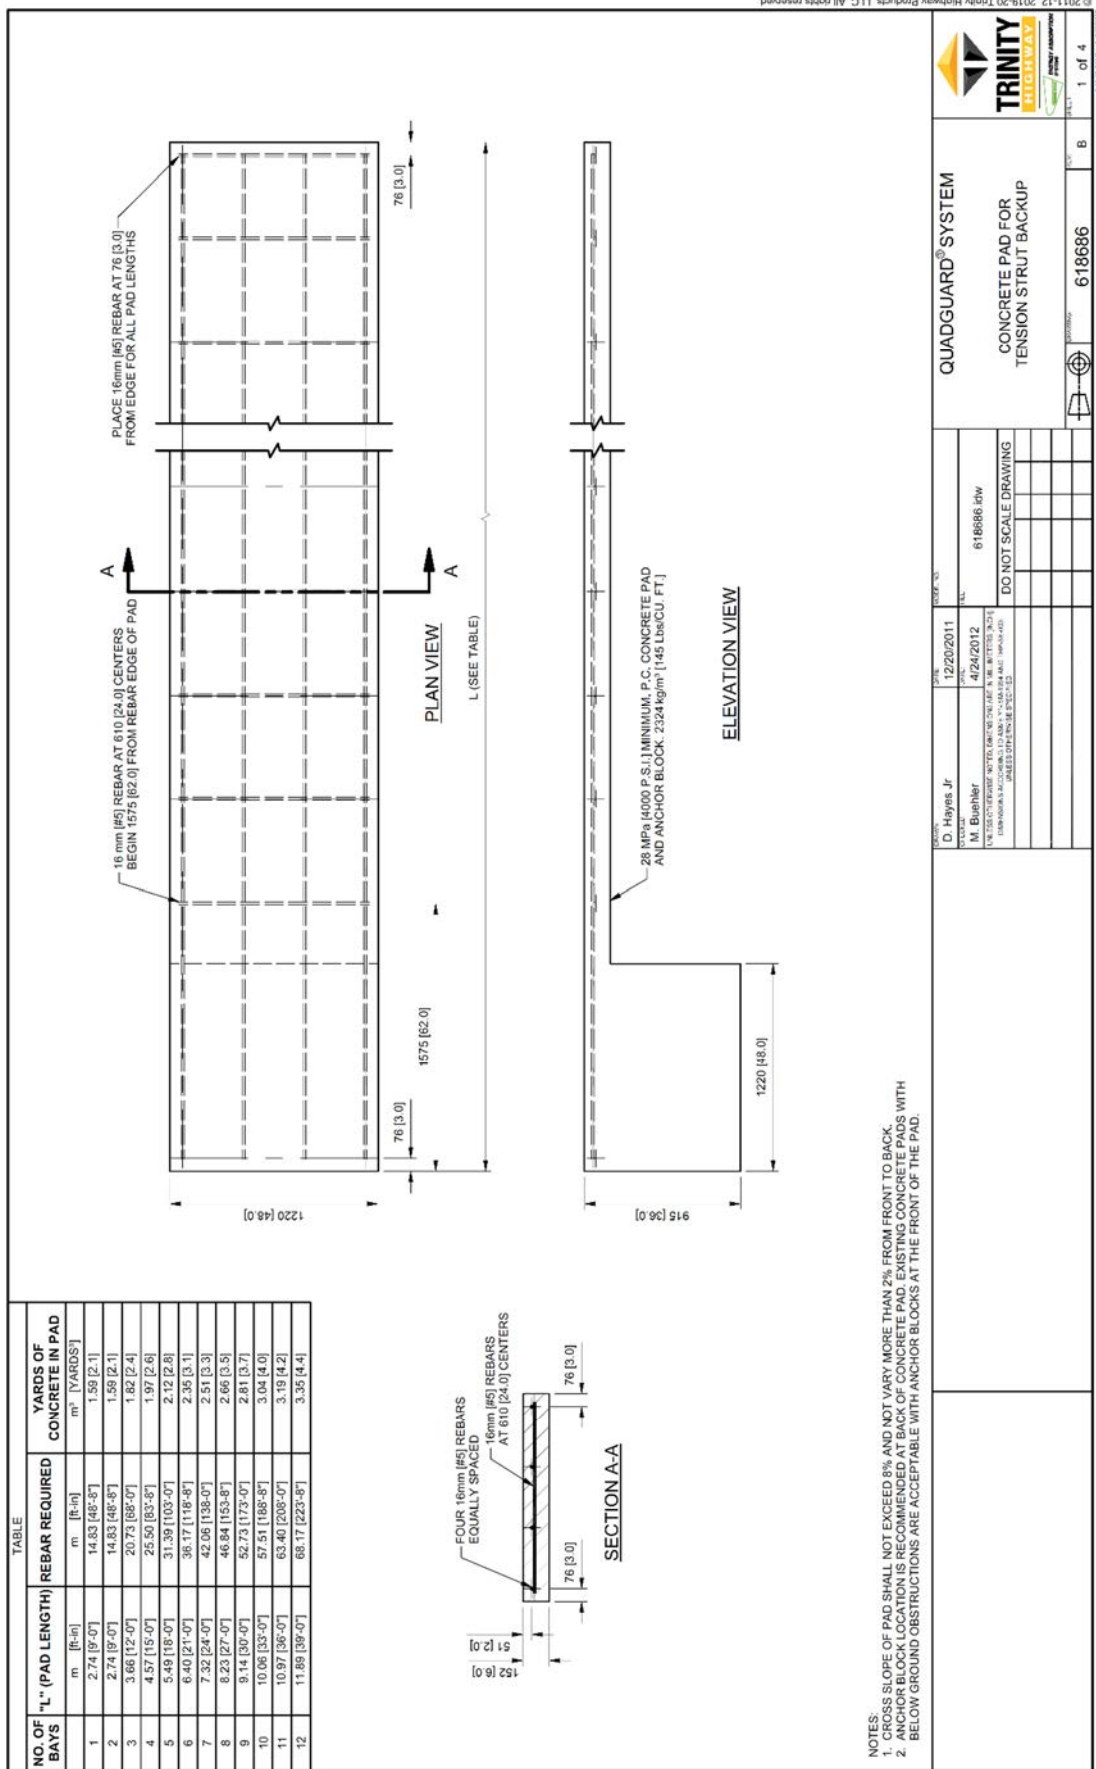 TABLE
NO. OF BAYS "L" (PAD LENGTH) REBAR REQUIRED YARDS OF CONCRETE IN PAD
m [ft-in] m [ft-in] m³ [YARDS³]
1 2.74 [9'-0"] 14.83 [48'-8"] 1.59 [2.1]
2 2.74 [9'-0"] 14.83 [48'-8"] 1.59 [2.1]
3 3.66 [12'-0"] 20.73 [68'-0"] 1.82 [2.4]
4 4.57 [15'-0"] 25.50 [83'-8"] 1.97 [2.6]
5 5.49 [18'-0"] 31.39 [103'-0"] 2.12 [2.8]
6 6.40 [21'-0"] 36.17 [118'-8"] 2.35 [3.1]
7 7.32 [24'-0"] 42.06 [138'-0"] 2.51 [3.3]
8 8.23 [27'-0"] 46.84 [153'-8"] 2.66 [3.5]
9 9.14 [30'-0"] 52.73 [173'-0"] 2.81 [3.7]
10 10.06 [33'-0"] 57.51 [188'-8"] 3.04 [4.0]
11 10.97 [36'-0"] 63.40 [208'-0"] 3.19 [4.2]
12 11.89 [39'-0"] 68.17 [223'-8"] 3.35 [4.4]
16 mm [#5] REBAR AT 610 [24.0] CENTERS
BEGIN 1575 [62.0] FROM REBAR EDGE OF PAD
PLACE 16mm [#5] REBAR AT 76 [3.0]
FROM EDGE FOR ALL PAD LENGTHS
A
A
1220 [48.0]
76 [3.0]
1575 [62.0]
76 [3.0]
PLAN VIEW
L (SEE TABLE)
FOUR 16mm [#5] REBARS
EQUALLY SPACED
16mm [#5] REBARS
AT 610 [24.0] CENTERS
152 [6.0]
51 [2.0]
76 [3.0]
76 [3.0]
SECTION A-A
915 [36.0]
1220 [48.0]
28 MPa [4000 P.S.I.] MINIMUM, P.C. CONCRETE PAD
AND ANCHOR BLOCK. 2324 kg/m³ [145 Lbs/CU. FT.]
ELEVATION VIEW
NOTES:
1. CROSS SLOPE OF PAD SHALL NOT EXCEED 8% AND NOT VARY MORE THAN 2% FROM FRONT TO BACK.
2. ANCHOR BLOCK LOCATION IS RECOMMENDED AT BACK OF CONCRETE PAD. EXISTING CONCRETE PADS WITH
BELOW GROUND OBSTRUCTIONS ARE ACCEPTABLE WITH ANCHOR BLOCKS AT THE FRONT OF THE PAD.
D. Hayes Jr 12/20/2011
M. Buehler 4/24/2012 618686.idw
DO NOT SCALE DRAWING
QUADGUARD® SYSTEM
CONCRETE PAD FOR
TENSION STRUT BACKUP
618686 B 1 of 4
TRINITY
HIGHWAY
© 2011-12, 2019-20 Trinity Highway Products, LLC. All rights reserved